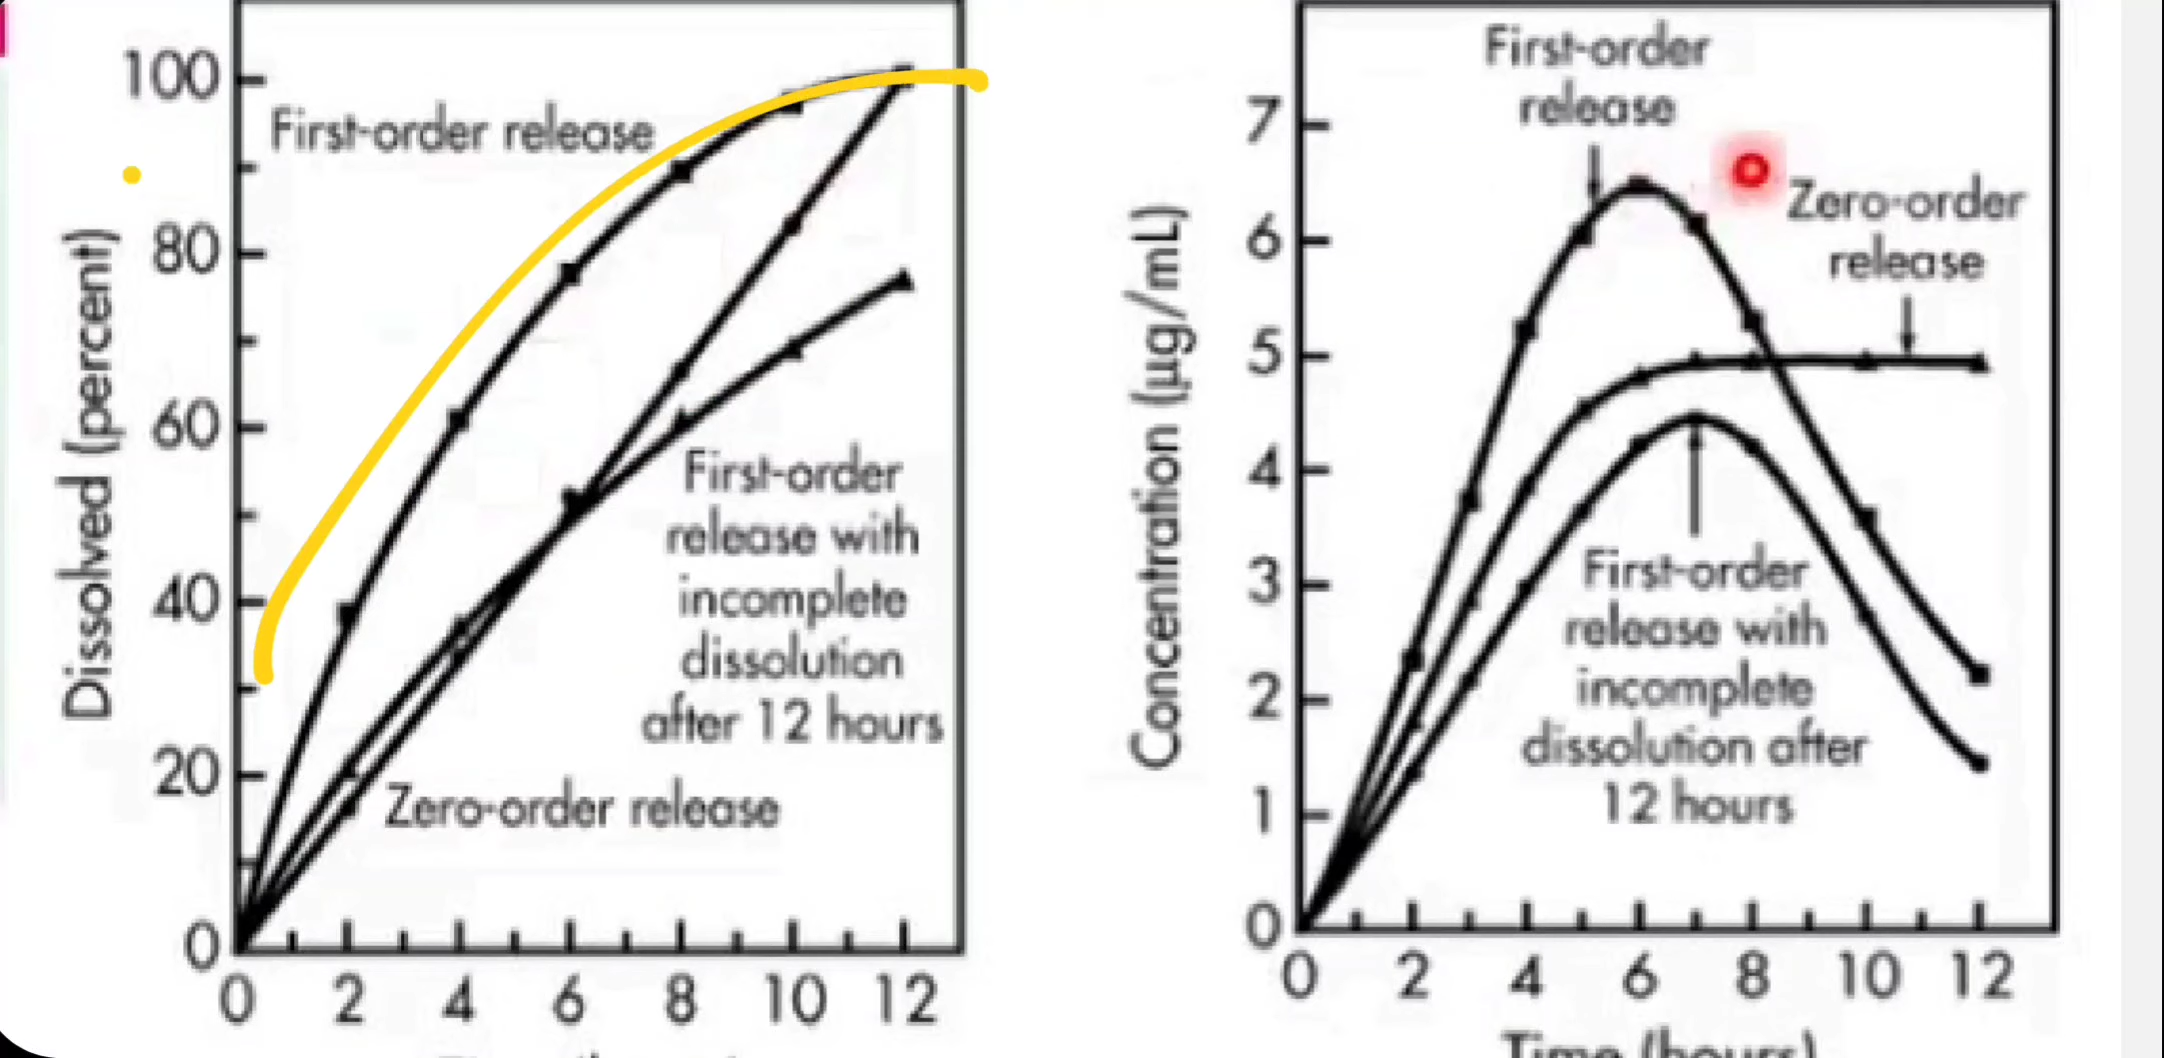 100
80
60
40
20
0
Dissolved (percent)
First-order release
First-order
release with
incomplete
dissolution
after 12 hours
Zero-order release
0 2 4 6 8 10 12
7
6
5
4
3
2
1
0
Concentration (μg/mL)
First-order
release
Zero-order
release
First-order
release with
incomplete
dissolution after
12 hours
0 2 4 6 8 10 12
Time (hours)